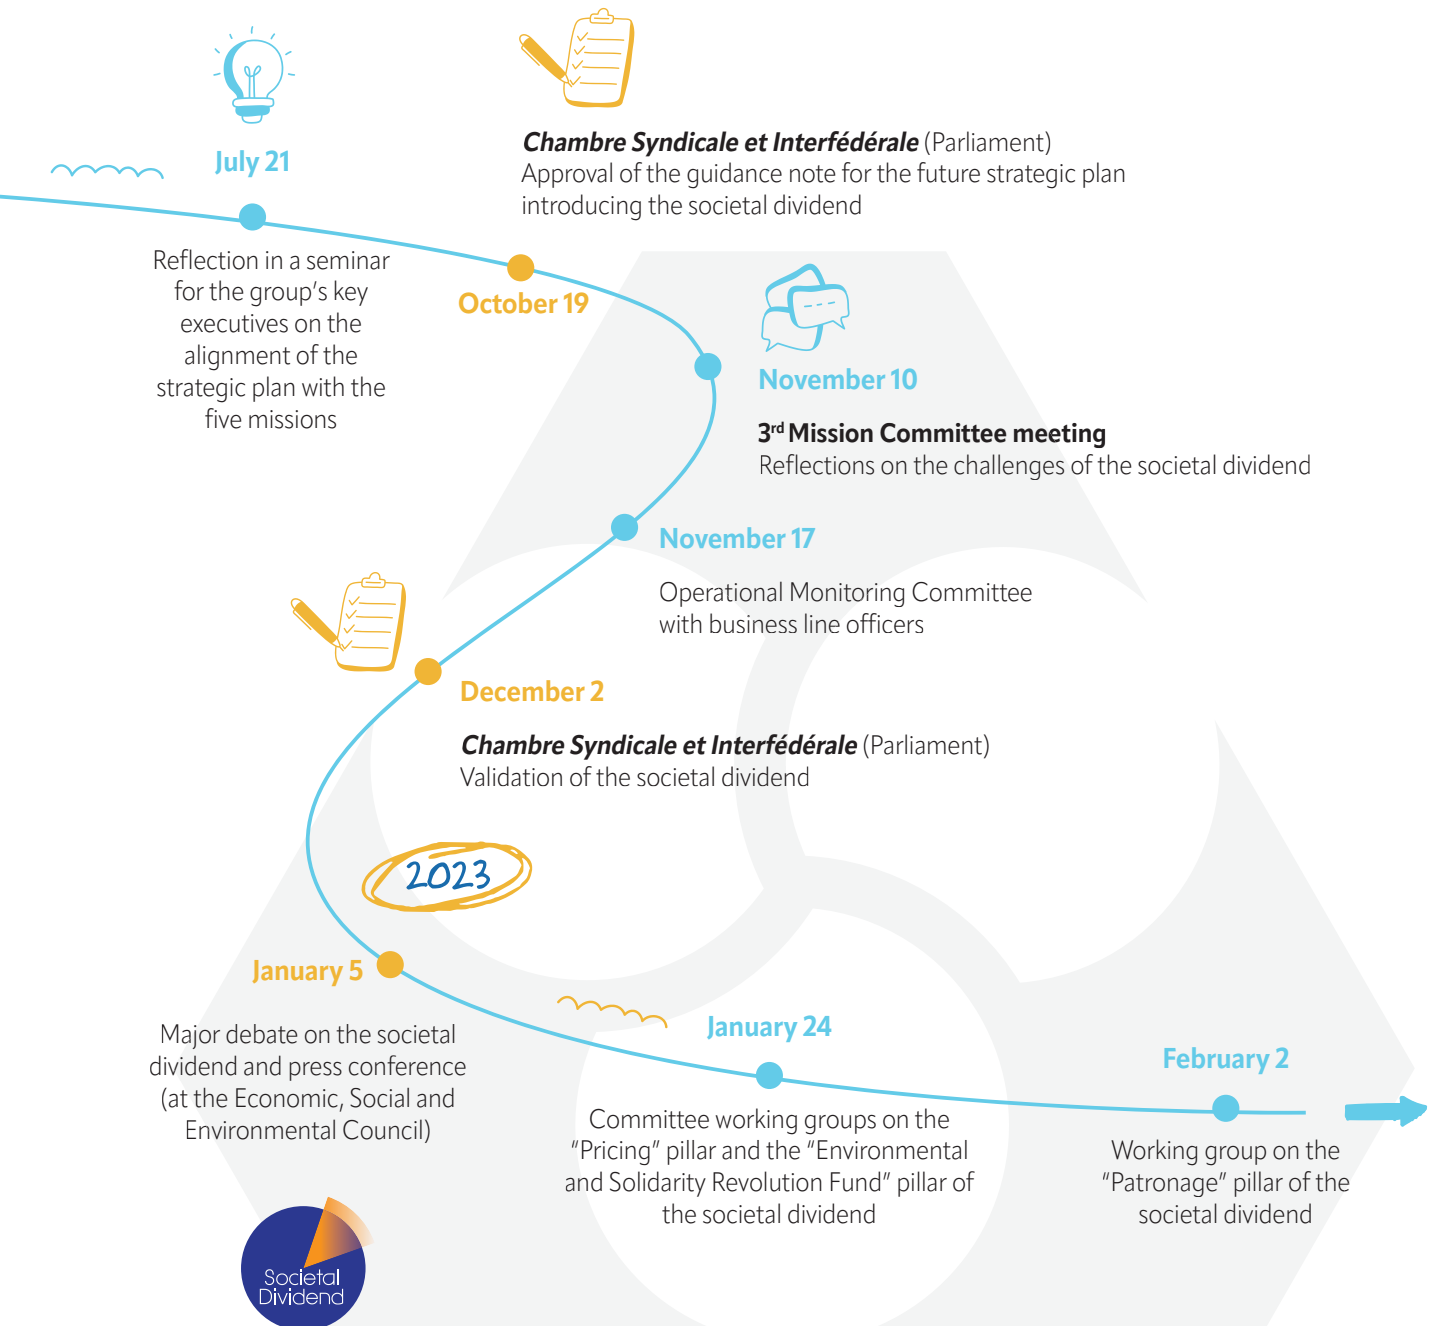 July 21
Reflection in a seminar
for the group's key
executives on the
alignment of the
strategic plan with the
five missions
Chambre Syndicale et Interfédérale (Parliament)
Approval of the guidance note for the future strategic plan
introducing the societal dividend
October 19
November 10
3rd Mission Committee meeting
Reflections on the challenges of the societal dividend
November 17
Operational Monitoring Committee
with business line officers
December 2
Chambre Syndicale et Interfédérale (Parliament)
Validation of the societal dividend
2023
January 5
Major debate on the societal
dividend and press conference
(at the Economic, Social and
Environmental Council)
January 24
Committee working groups on the
"Pricing" pillar and the "Environmental
and Solidarity Revolution Fund" pillar of
the societal dividend
February 2
Working group on the
"Patronage" pillar of the
societal dividend
Societal
Dividend